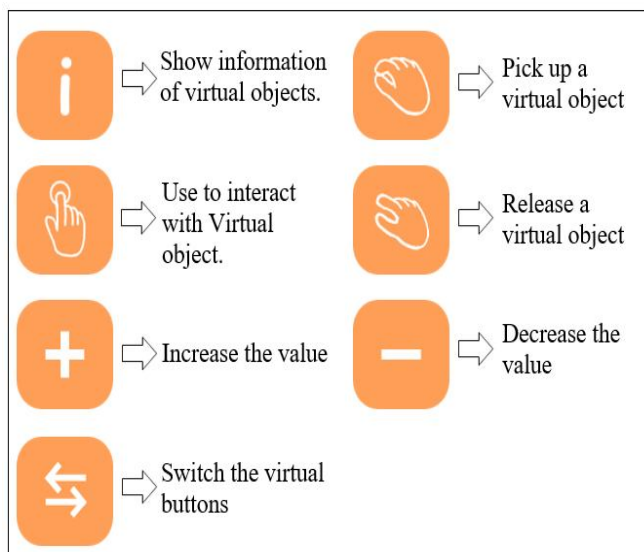 i
Show information
of virtual objects.
Pick up a
virtual object
Use to interact
with Virtual
object.
Release a
virtual object
+
Increase the value
−
Decrease the
value
Switch the virtual
buttons